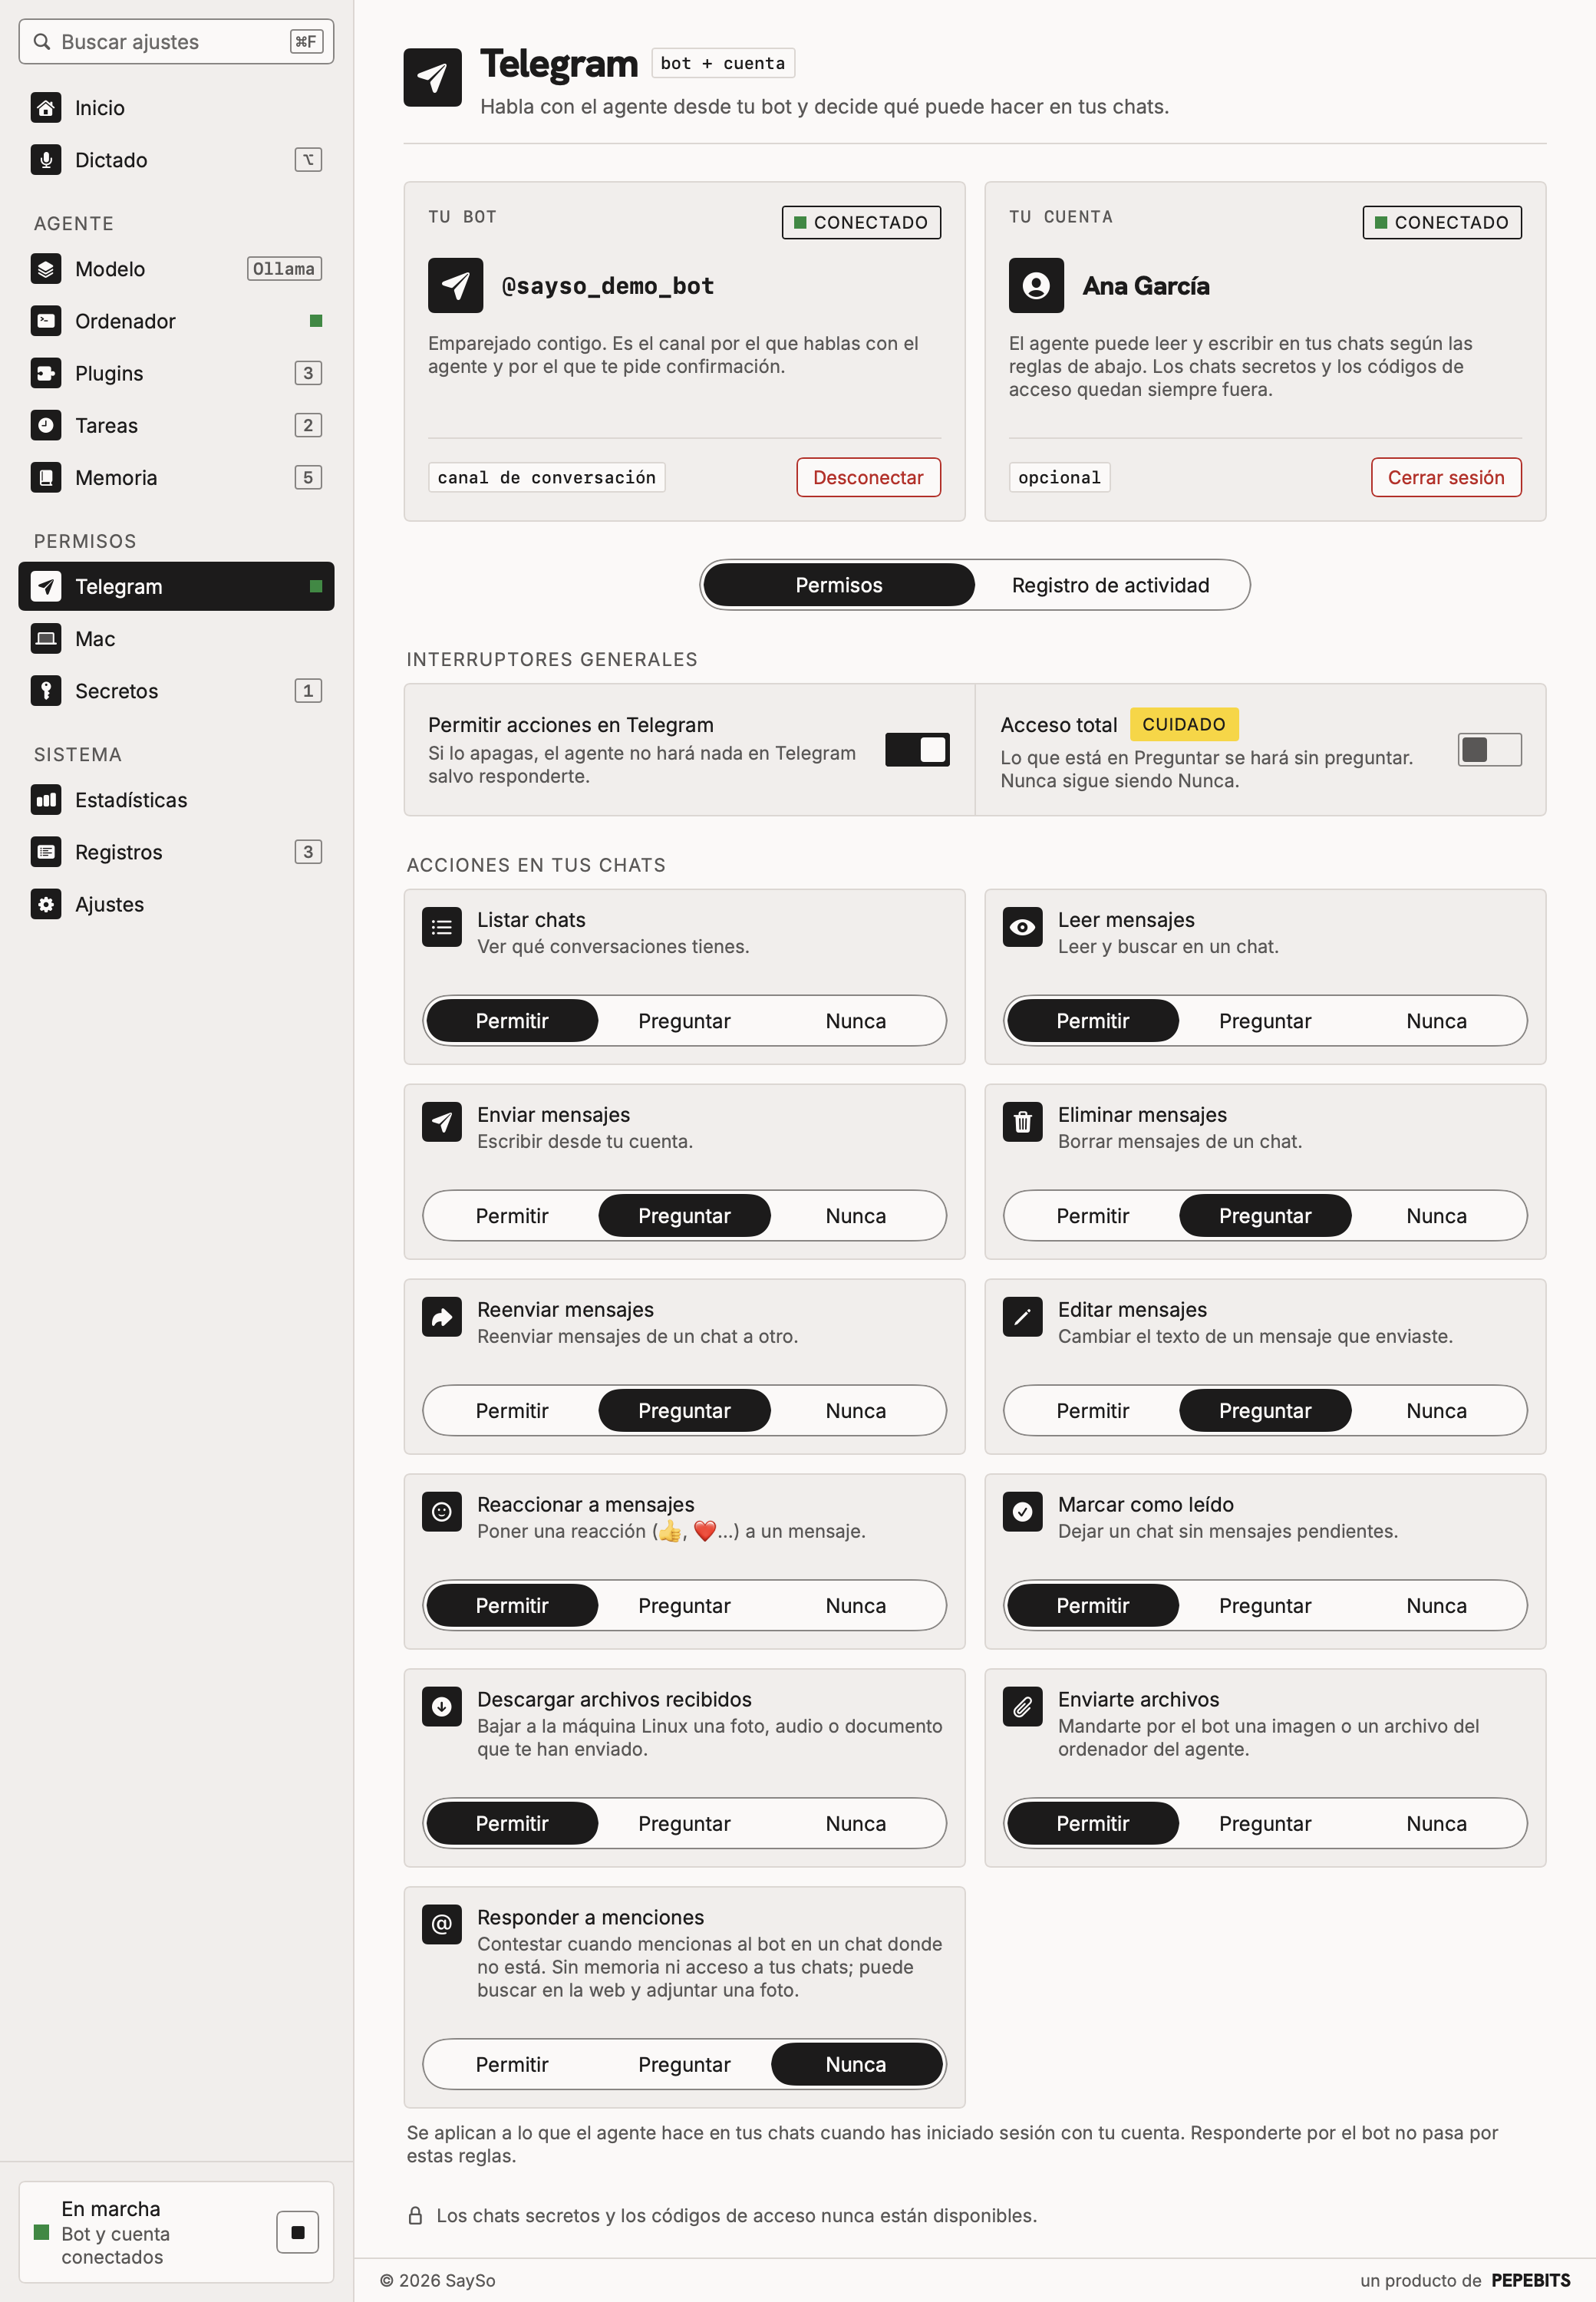 Buscar ajustes ⌘F
Inicio
Dictado ⌥
AGENTE
Modelo Ollama
Ordenador
Plugins 3
Tareas 2
Memoria 5
PERMISOS
Telegram
Mac
Secretos 1
SISTEMA
Estadísticas
Registros 3
Ajustes
En marcha
Bot y cuenta
conectados
Telegram bot + cuenta
Habla con el agente desde tu bot y decide qué puede hacer en tus chats.
TU BOT CONECTADO
@sayso_demo_bot
Emparejado contigo. Es el canal por el que hablas con el
agente y por el que te pide confirmación.
canal de conversación Desconectar
TU CUENTA CONECTADO
Ana García
El agente puede leer y escribir en tus chats según las
reglas de abajo. Los chats secretos y los códigos de
acceso quedan siempre fuera.
opcional Cerrar sesión
Permisos Registro de actividad
INTERRUPTORES GENERALES
Permitir acciones en Telegram
Si lo apagas, el agente no hará nada en Telegram
salvo responderte.
Acceso total CUIDADO
Lo que está en Preguntar se hará sin preguntar.
Nunca sigue siendo Nunca.
ACCIONES EN TUS CHATS
Listar chats
Ver qué conversaciones tienes.
Permitir Preguntar Nunca
Leer mensajes
Leer y buscar en un chat.
Permitir Preguntar Nunca
Enviar mensajes
Escribir desde tu cuenta.
Permitir Preguntar Nunca
Eliminar mensajes
Borrar mensajes de un chat.
Permitir Preguntar Nunca
Reenviar mensajes
Reenviar mensajes de un chat a otro.
Permitir Preguntar Nunca
Editar mensajes
Cambiar el texto de un mensaje que enviaste.
Permitir Preguntar Nunca
Reaccionar a mensajes
Poner una reacción (👍, ❤️...) a un mensaje.
Permitir Preguntar Nunca
Marcar como leído
Dejar un chat sin mensajes pendientes.
Permitir Preguntar Nunca
Descargar archivos recibidos
Bajar a la máquina Linux una foto, audio o documento
que te han enviado.
Permitir Preguntar Nunca
Enviarte archivos
Mandarte por el bot una imagen o un archivo del
ordenador del agente.
Permitir Preguntar Nunca
@ Responder a menciones
Contestar cuando mencionas al bot en un chat donde
no está. Sin memoria ni acceso a tus chats; puede
buscar en la web y adjuntar una foto.
Permitir Preguntar Nunca
Se aplican a lo que el agente hace en tus chats cuando has iniciado sesión con tu cuenta. Responderte por el bot no pasa por
estas reglas.
Los chats secretos y los códigos de acceso nunca están disponibles.
© 2026 SaySo un producto de PEPEBITS